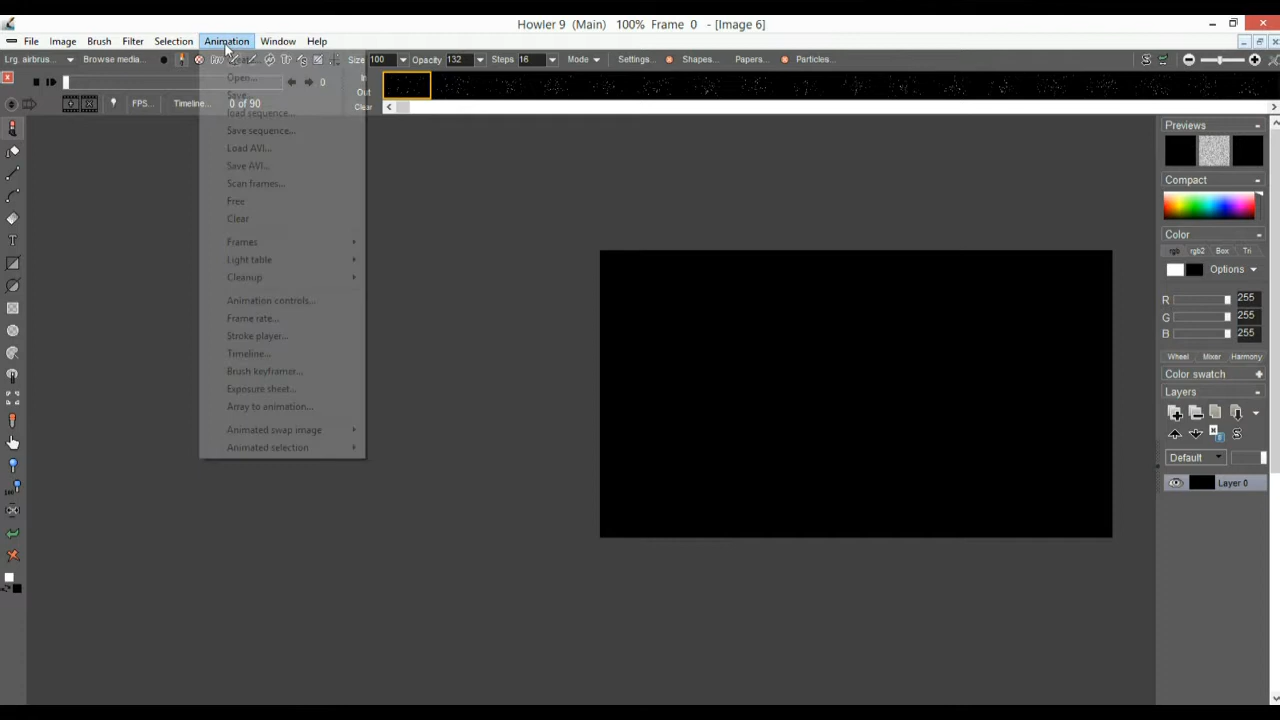 Howler 9 (Main) 100% Frame 0 - [Image 6]
File Image Brush Filter Selection Animation Window Help
Lrg. airbrus... Browse media... Size 100 Opacity 132 Steps 16 Mode Settings... Shapes... Papers... Particles...
Open...
0
In
Out
Clear
Save...
FPS... Timeline... 0 of 90
load sequence...
Save sequence...
Load AVI...
Save AVI...
Scan frames...
Free
Clear
Frames
Light table
Cleanup
Animation controls...
Frame rate...
Stroke player...
Timeline...
Brush keyframer...
Exposure sheet...
Array to animation...
Animated swap image
Animated selection
Previews
Compact
Color
rgb rgb2 Box Tri
Options
R 255
G 255
B 255
Wheel Mixer Harmony
Color swatch
Layers
S
Default
Layer 0